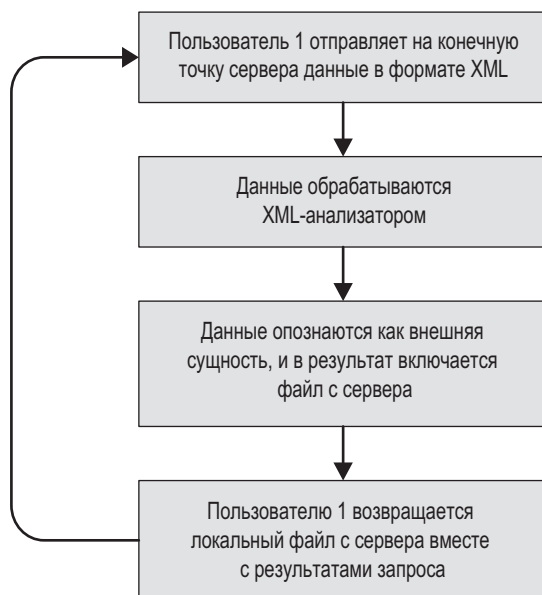 Пользователь 1 отправляет на конечную
точку сервера данные в формате XML
Данные обрабатываются
XML-анализатором
Данные опознаются как внешняя
сущность, и в результат включается
файл с сервера
Пользователю 1 возвращается
локальный файл с сервера вместе
с результатами запроса